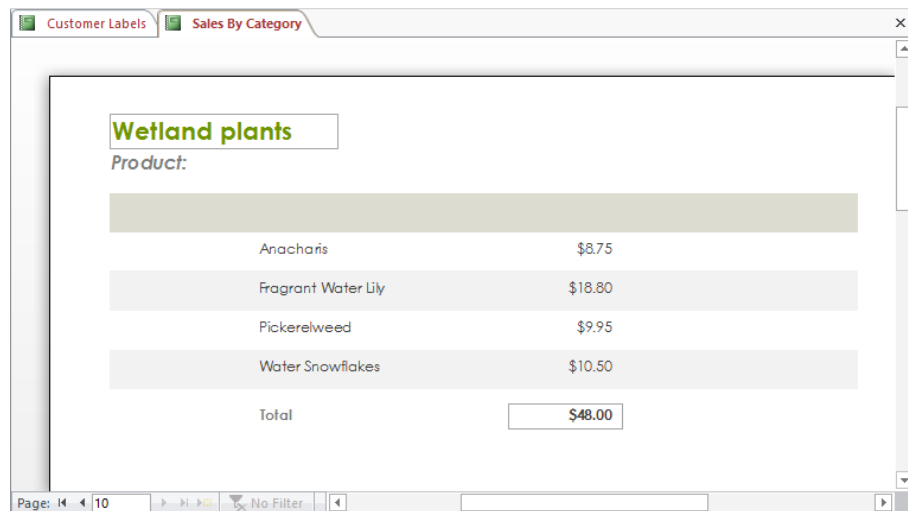 Customer Labels Sales By Category
Wetland plants
Product:
Anacharis $8.75
Fragrant Water Lily $18.80
Pickerelweed $9.95
Water Snowflakes $10.50
Total $48.00
Page: 10 No Filter